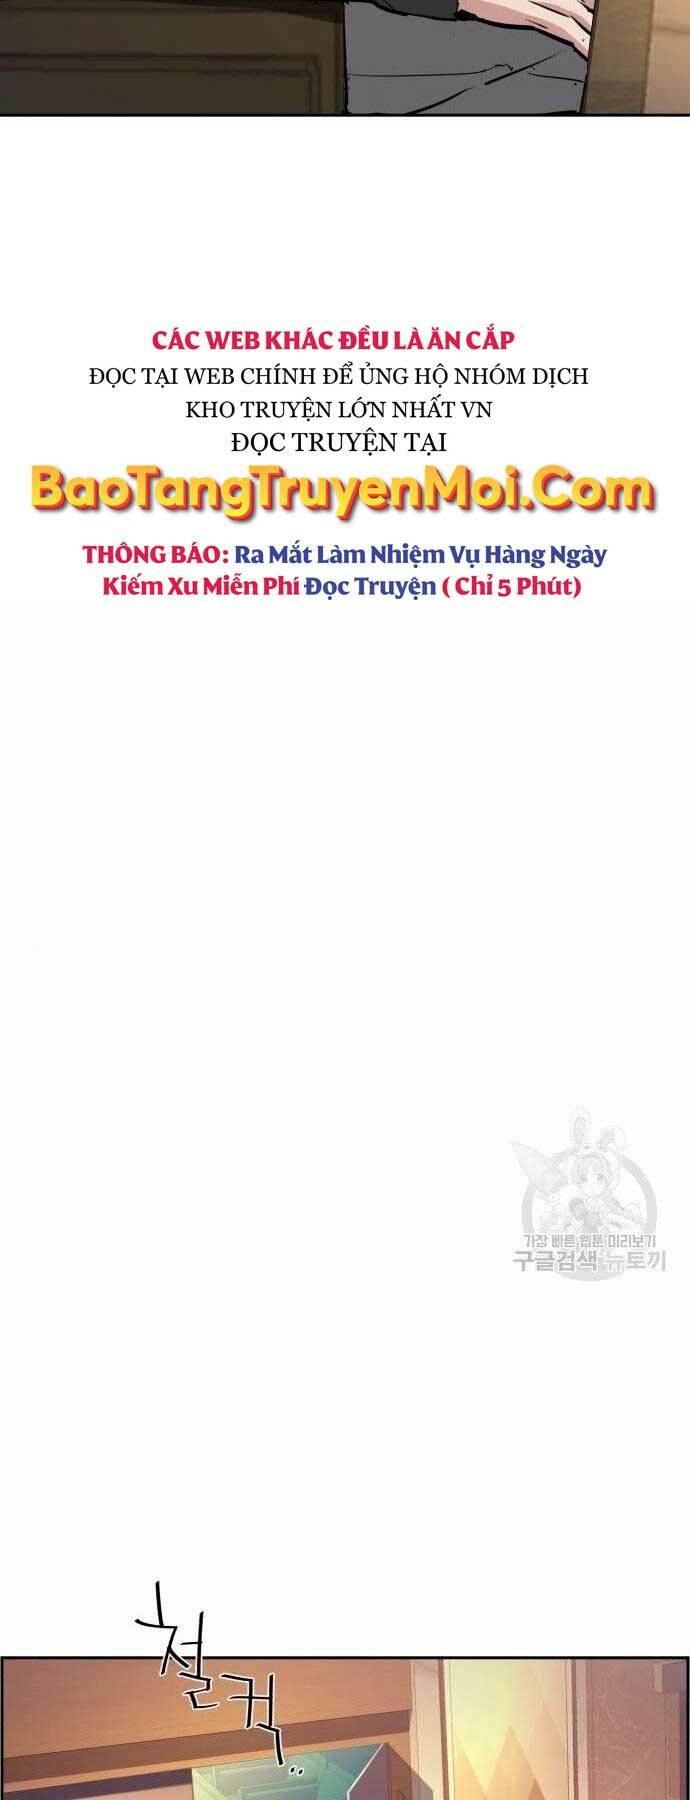 CÁC WEB KHÁC ĐỀU LÀ ĂN CẮP
ĐỌC TẠI WEB CHÍNH ĐỂ ỦNG HỘ NHÓM DỊCH
KHO TRUYỆN LỚN NHẤT VN
ĐỌC TRUYỆN TẠI
BaoTangTruyenMoi.Com
THÔNG BÁO: Ra Mắt Làm Nhiệm Vụ Hàng Ngày
Kiếm Xu Miễn Phí Đọc Truyện ( Chỉ 5 Phút)
가장 빠른 웹툰 미리보기
구글검색 뉴토끼
절컥